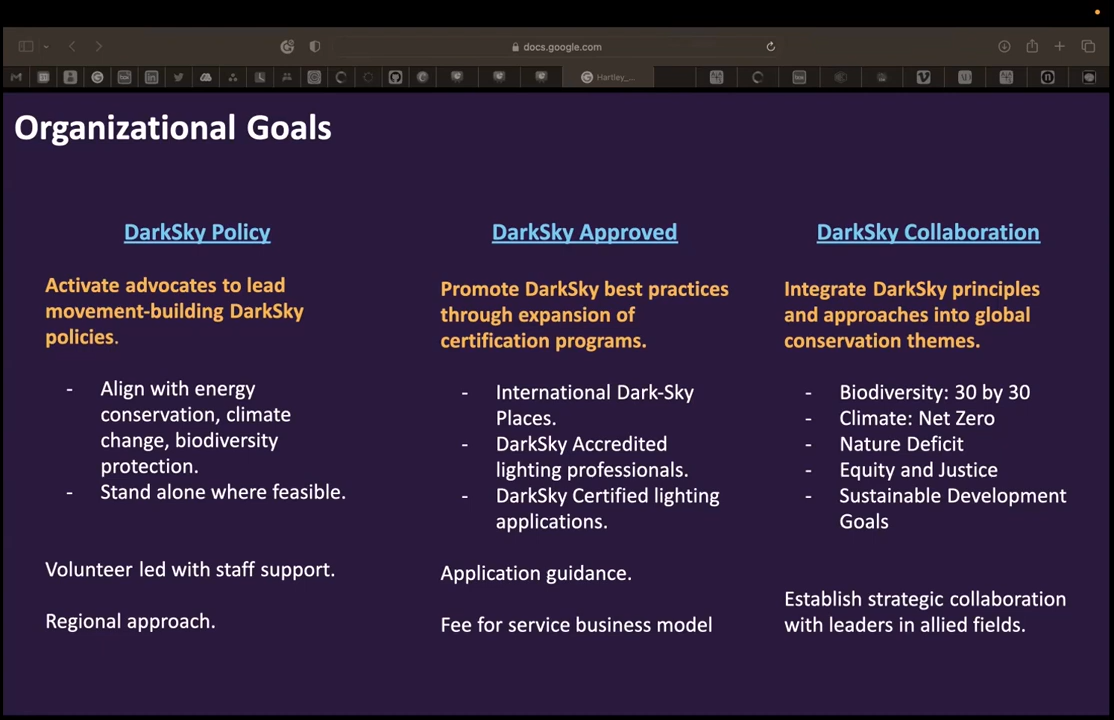 docs.google.com
Hartley_...
Organizational Goals
DarkSky Policy
Activate advocates to lead
movement-building DarkSky
policies.
- Align with energy
conservation, climate
change, biodiversity
protection.
- Stand alone where feasible.
Volunteer led with staff support.
Regional approach.
DarkSky Approved
Promote DarkSky best practices
through expansion of
certification programs.
- International Dark-Sky
Places.
- DarkSky Accredited
lighting professionals.
- DarkSky Certified lighting
applications.
Application guidance.
Fee for service business model
DarkSky Collaboration
Integrate DarkSky principles
and approaches into global
conservation themes.
- Biodiversity: 30 by 30
- Climate: Net Zero
- Nature Deficit
- Equity and Justice
- Sustainable Development
Goals
Establish strategic collaboration
with leaders in allied fields.